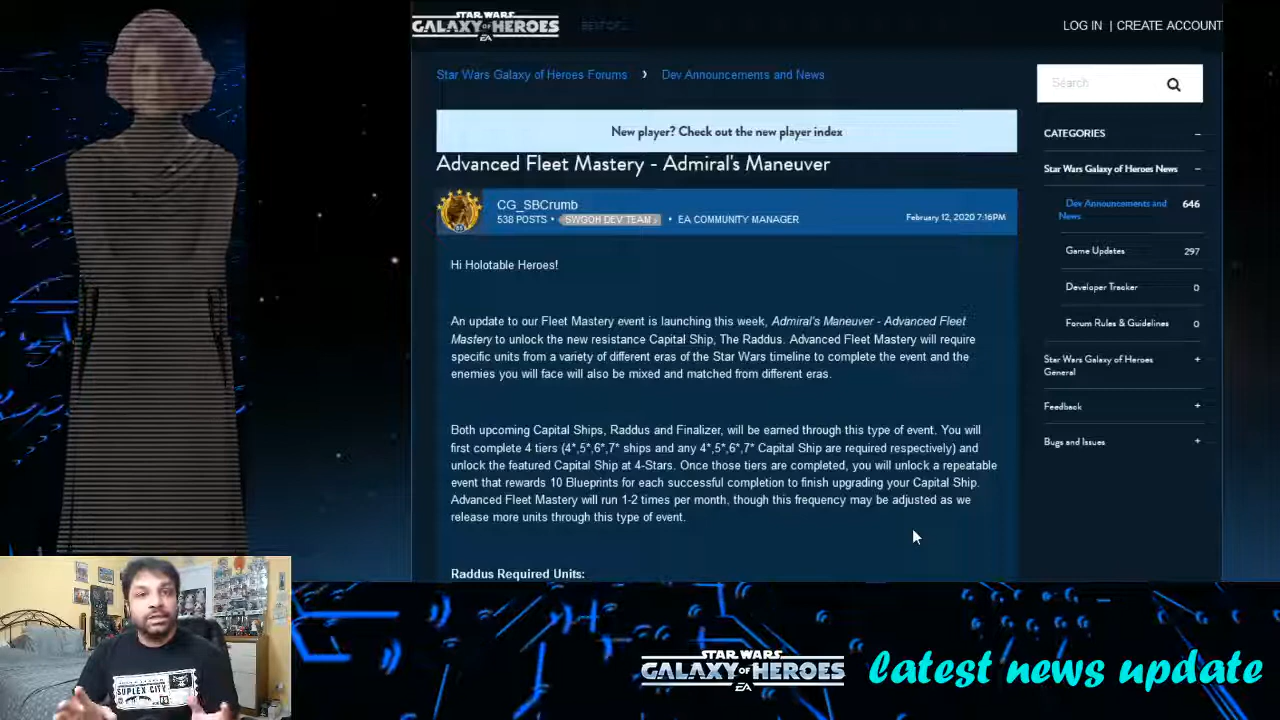 STAR WARS
GALAXY OF HEROES
EA
LOG IN | CREATE ACCOUNT
Star Wars Galaxy of Heroes Forums › Dev Announcements and News
Search
New player? Check out the new player index
Advanced Fleet Mastery - Admiral's Maneuver
CG_SBCrumb
538 POSTS • SWGOH DEV TEAM • EA COMMUNITY MANAGER
February 12, 2020 7:16PM
Hi Holotable Heroes!
An update to our Fleet Mastery event is launching this week, Admiral's Maneuver - Advanced Fleet
Mastery to unlock the new resistance Capital Ship, The Raddus. Advanced Fleet Mastery will require
specific units from a variety of different eras of the Star Wars timeline to complete the event and the
enemies you will face will also be mixed and matched from different eras.
Both upcoming Capital Ships, Raddus and Finalizer, will be earned through this type of event. You will
first complete 4 tiers (4*,5*,6*,7* ships and any 4*,5*,6*,7* Capital Ship are required respectively) and
unlock the featured Capital Ship at 4-Stars. Once those tiers are completed, you will unlock a repeatable
event that rewards 10 Blueprints for each successful completion to finish upgrading your Capital Ship.
Advanced Fleet Mastery will run 1-2 times per month, though this frequency may be adjusted as we
release more units through this type of event.
Raddus Required Units:
CATEGORIES –
Star Wars Galaxy of Heroes News –
Dev Announcements and 646
News
Game Updates 297
Developer Tracker 0
Forum Rules & Guidelines 0
Star Wars Galaxy of Heroes +
General
Feedback +
Bugs and Issues +
SUPLEX CITY
STAR WARS
GALAXY OF HEROES
EA
latest news update